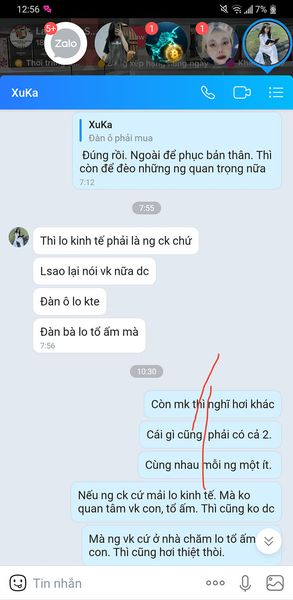 12:56
7%
5+
Zalo
1
1
XuKa
XuKa
Đàn ô phải mua
Đúng rồi. Ngoài để phục bản thân. Thì
còn để đèo những ng quan trọng nữa
7:12
7:55
Thì lo kinh tế phải là ng ck chứ
Lsao lại nói vk nữa dc
Đàn ô lo kte
Đàn bà lo tổ ấm mà
7:56
10:30
Còn mk thì nghĩ hơi khác
Cái gì cũng phải có cả 2.
Cùng nhau mỗi ng một ít.
Nếu ng ck cứ mải lo kinh tế. Mà ko
quan tâm vk con, tổ ấm. Thì cũng ko dc
Mà ng vk cứ ở nhà chăm lo tổ ấm
con. Thì cũng hơi thiệt thòi.
Tin nhắn